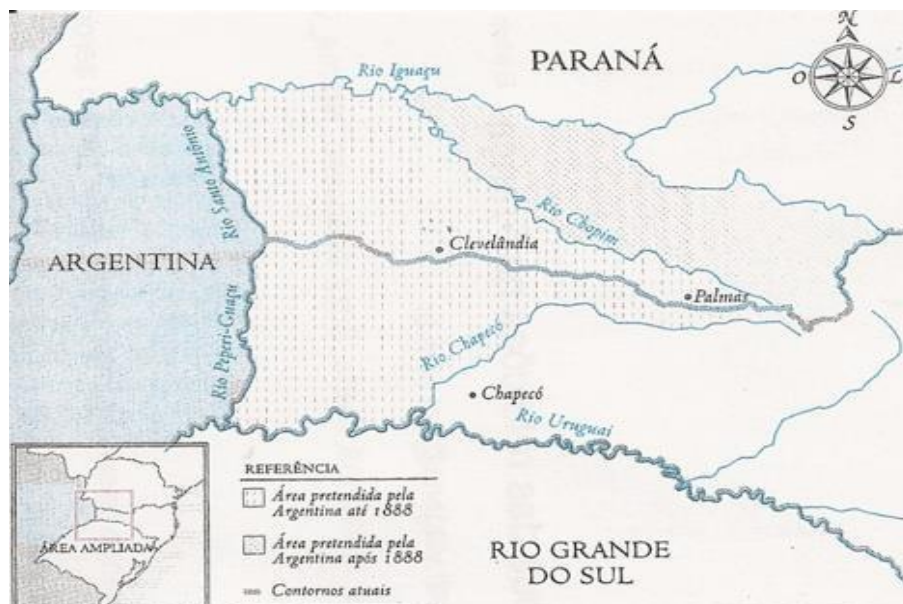 PARANÁ
N
O
L
S
Rio Iguaçu
Rio Santo Antônio
Rio Chopim
Clevelândia
ARGENTINA
Palmas
Rio Peperi-Guaçu
Rio Chapecó
Chapecó
Rio Uruguai
ÁREA AMPLIADA
REFERÊNCIA
Área pretendida pela
Argentina até 1888
Área pretendida pela
Argentina após 1888
Contornos atuais
RIO GRANDE
DO SUL